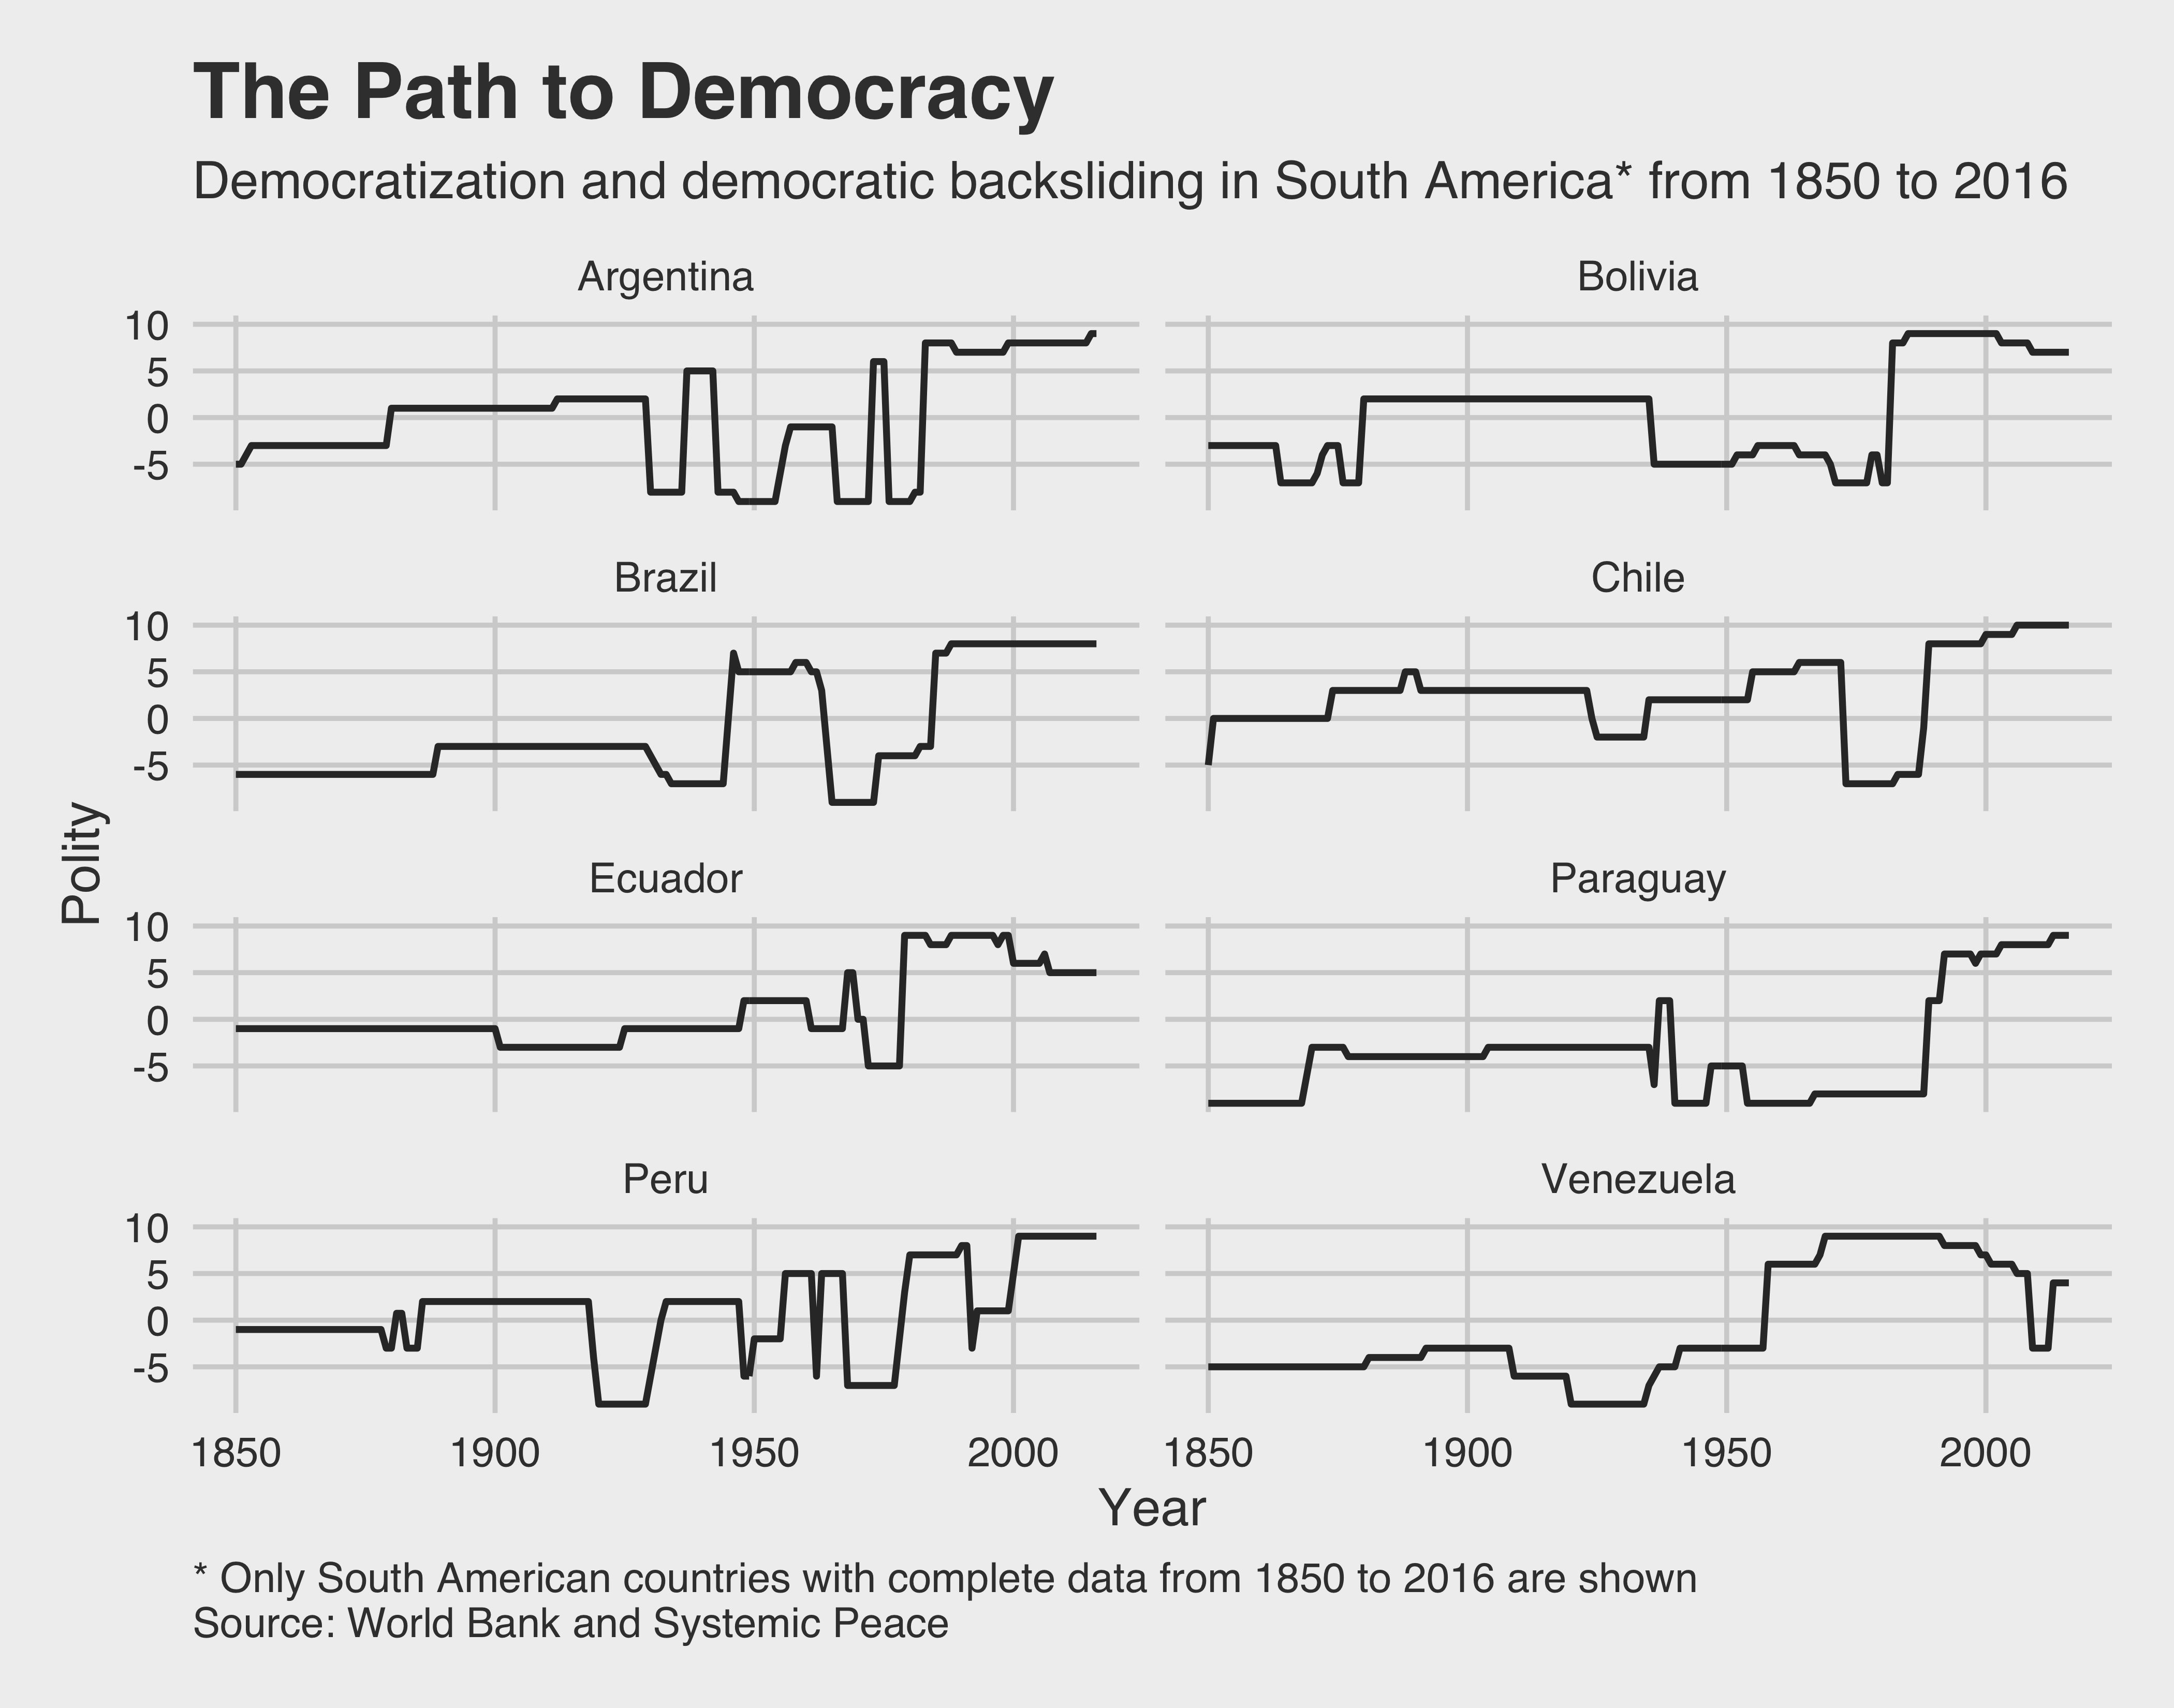 The Path to Democracy
Democratization and democratic backsliding in South America* from 1850 to 2016
Argentina
Bolivia
10
5
0
-5
Brazil
Chile
10
5
0
-5
Polity
Ecuador
Paraguay
10
5
0
-5
Peru
Venezuela
10
5
0
-5
1850 1900 1950 2000 1850 1900 1950 2000
Year
* Only South American countries with complete data from 1850 to 2016 are shown
Source: World Bank and Systemic Peace